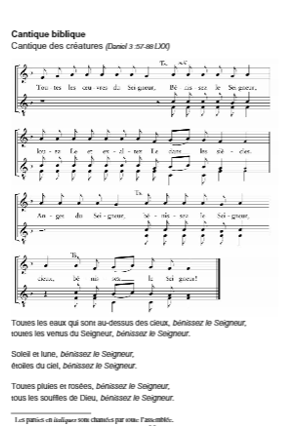 Cantique biblique
Cantique des créatures (Daniel 3 :57-88 LXX)
Tou-tes les œu-vres du Sei-gneur, Bé-nis-sez le Sei-gneur,
Le et ex-al-tez Le dans les siè-cles.
An-ges du Sei-gneur, bé-nis-sez le Sei-gneur,
cieux, bé-nis-sez le Sei-gneur!
Toutes les eaux qui sont au-dessus des cieux, bénissez le Seigneur,
toutes les venus du Seigneur, bénissez le Seigneur.
Soleil et lune, bénissez le Seigneur,
étoiles du ciel, bénissez le Seigneur.
Toutes pluies et rosées, bénissez le Seigneur,
tous les souffles de Dieu, bénissez le Seigneur.
Les parties en italiques sont chantées par toute l'assemblée.